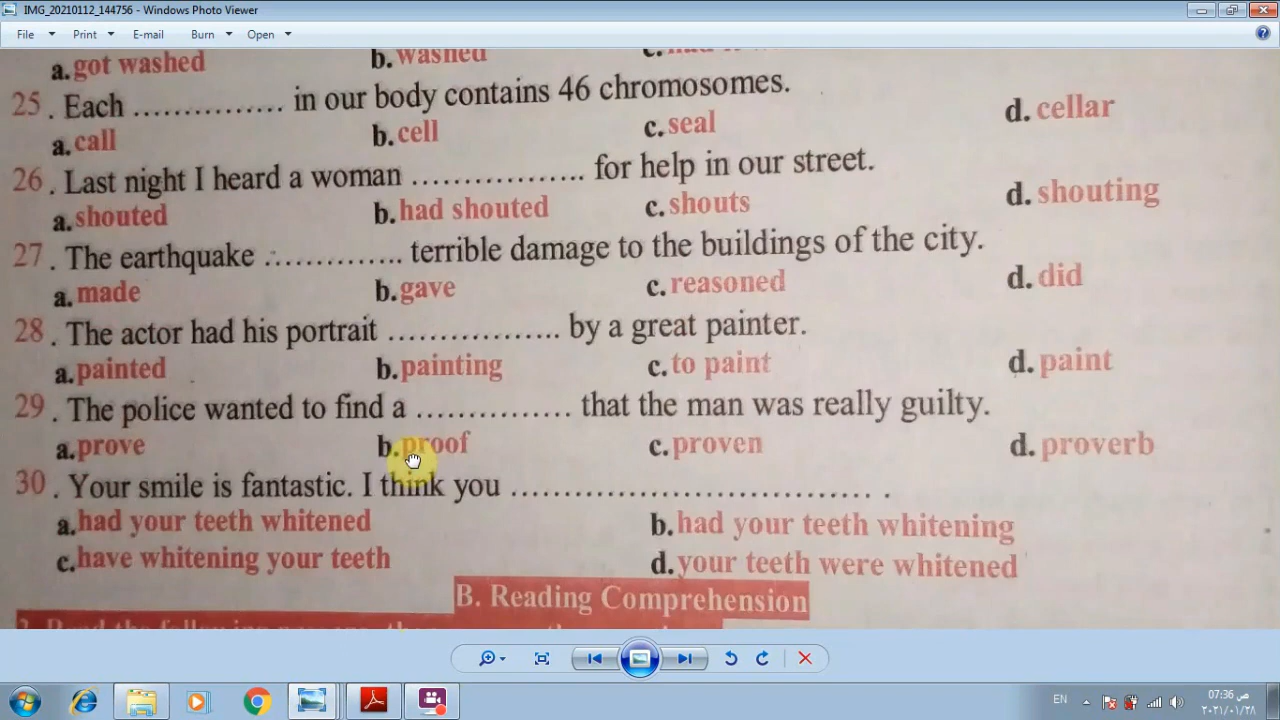 IMG_20210112_144756 - Windows Photo Viewer
File Print E-mail Burn Open
a. got washed b. washed c.
25 . Each .............. in our body contains 46 chromosomes.
a. call b. cell c. seal d. cellar
26 . Last night I heard a woman ................ for help in our street.
a. shouted b. had shouted c. shouts d. shouting
27 . The earthquake ............. terrible damage to the buildings of the city.
a. made b. gave c. reasoned d. did
28 . The actor had his portrait ................ by a great painter.
a. painted b. painting c. to paint d. paint
29 . The police wanted to find a .............. that the man was really guilty.
a. prove b. proof c. proven d. proverb
30 . Your smile is fantastic. I think you ................................ .
a. had your teeth whitened b. had your teeth whitening
c. have whitening your teeth d. your teeth were whitened
B. Reading Comprehension
EN
07:36 ص
٢٠٢١/٠١/٢٨